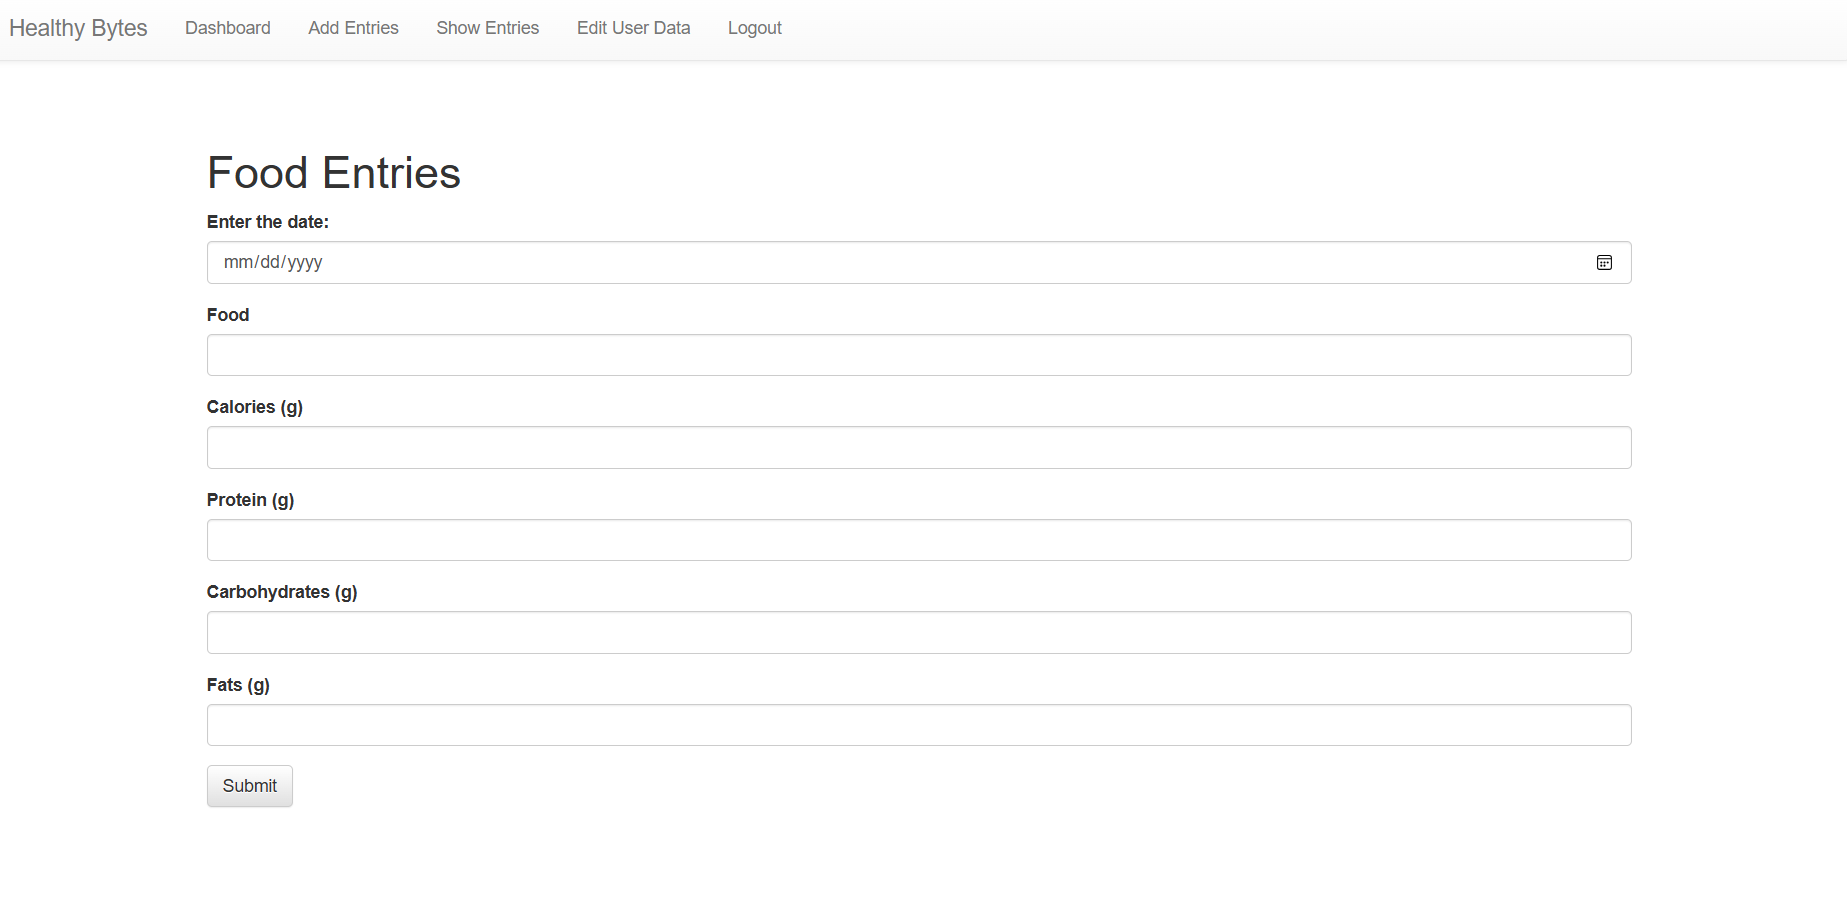 Healthy Bytes Dashboard Add Entries Show Entries Edit User Data Logout
Food Entries
Enter the date:
mm/dd/yyyy
Food
Calories (g)
Protein (g)
Carbohydrates (g)
Fats (g)
Submit